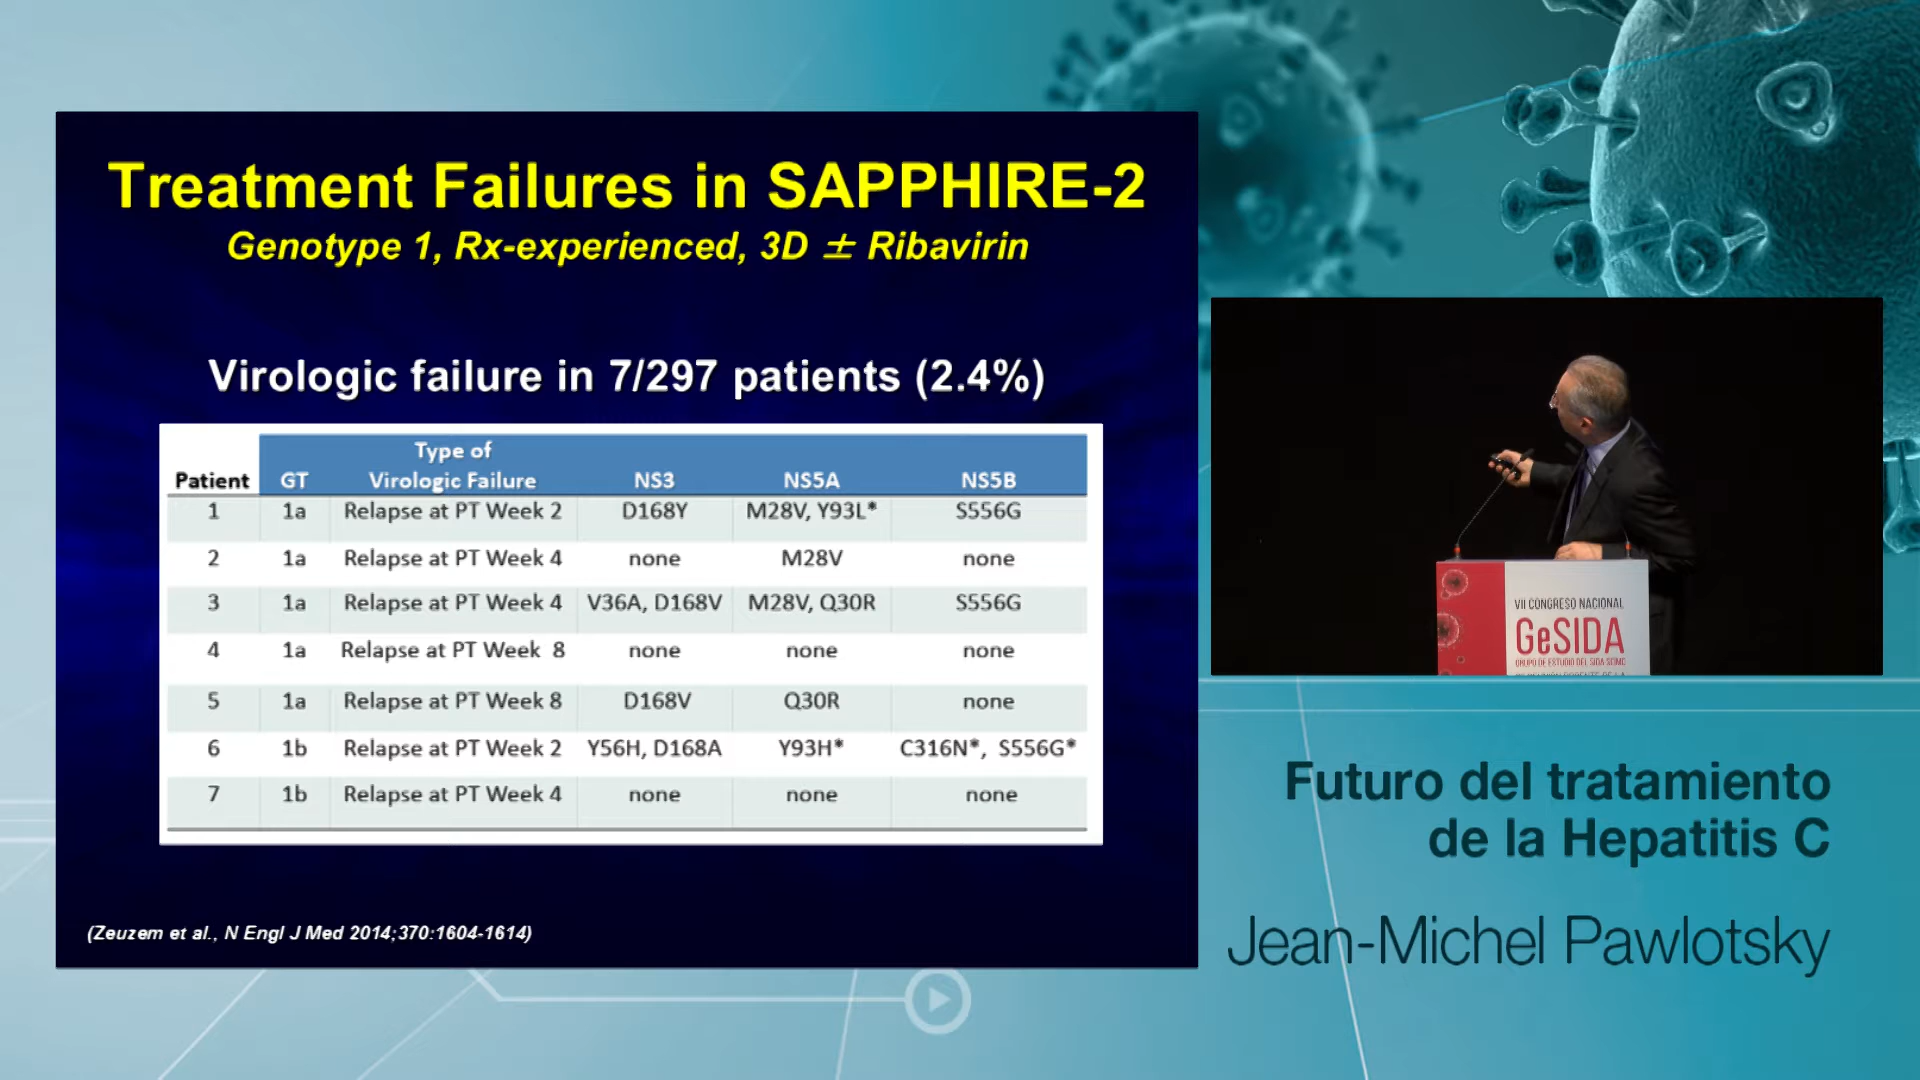 Treatment Failures in SAPPHIRE-2
Genotype 1, Rx-experienced, 3D ± Ribavirin
Virologic failure in 7/297 patients (2.4%)
Patient GT Type of Virologic Failure NS3 NS5A NS5B
1 1a Relapse at PT Week 2 D168Y M28V, Y93L* S556G
2 1a Relapse at PT Week 4 none M28V none
3 1a Relapse at PT Week 4 V36A, D168V M28V, Q30R S556G
4 1a Relapse at PT Week 8 none none none
5 1a Relapse at PT Week 8 D168V Q30R none
6 1b Relapse at PT Week 2 Y56H, D168A Y93H* C316N*, S556G*
7 1b Relapse at PT Week 4 none none none
(Zeuzem et al., N Engl J Med 2014;370:1604-1614)
VII CONGRESO NACIONAL
GeSIDA
GRUPO DE ESTUDIO DEL SIDA
Futuro del tratamiento
de la Hepatitis C
Jean-Michel Pawlotsky